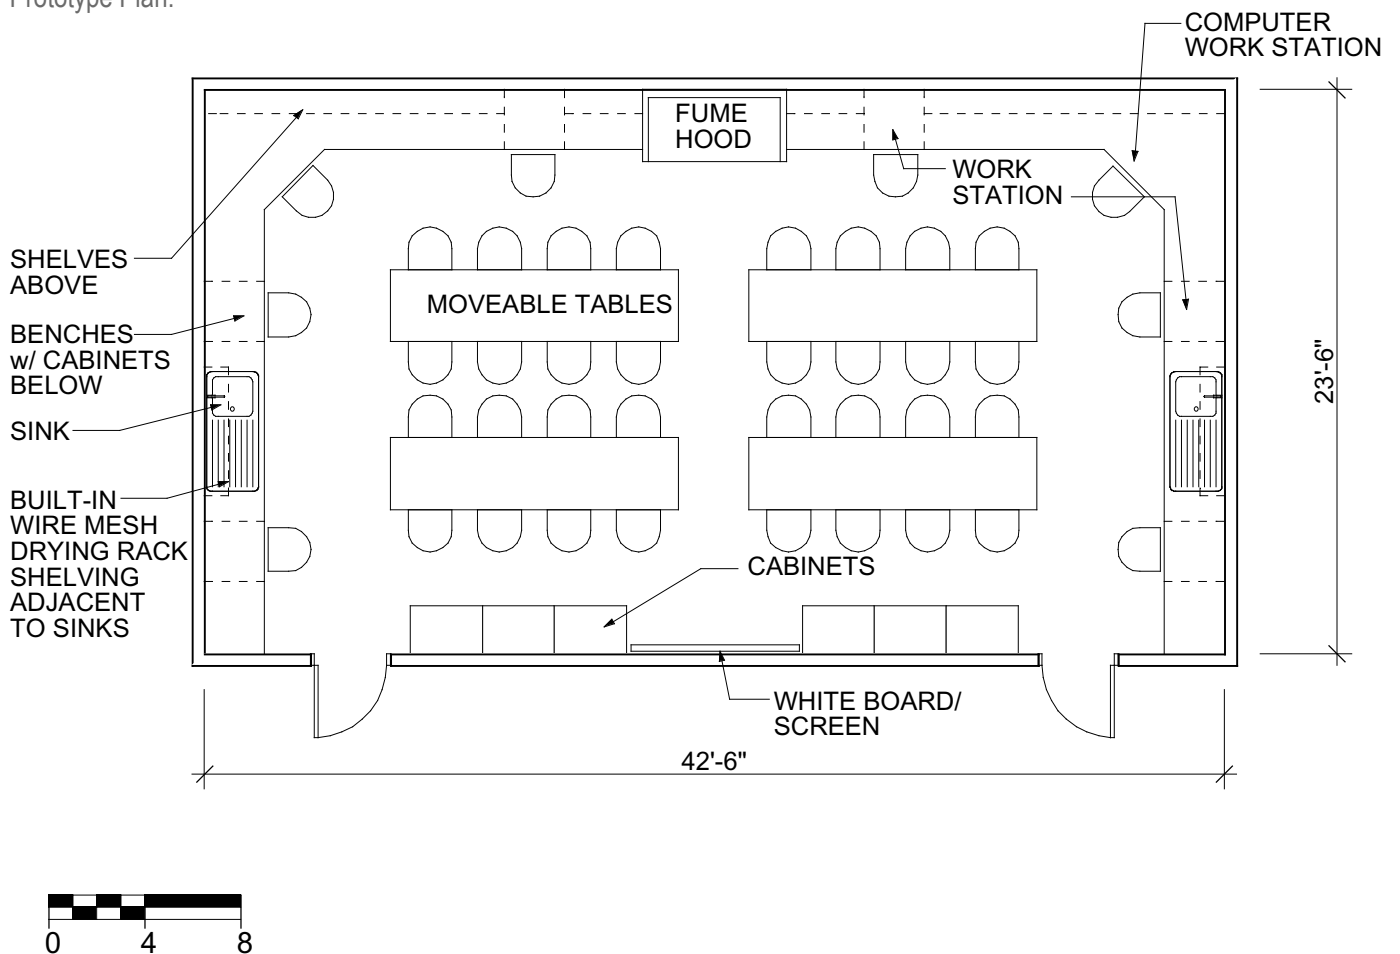 Prototype Plan.
COMPUTER
WORK STATION
FUME
HOOD
WORK
STATION
SHELVES
ABOVE
MOVEABLE TABLES
BENCHES
w/ CABINETS
BELOW
23'-6"
SINK
BUILT-IN
WIRE MESH
DRYING RACK
SHELVING
ADJACENT
TO SINKS
CABINETS
WHITE BOARD/
SCREEN
42'-6"
0 4 8